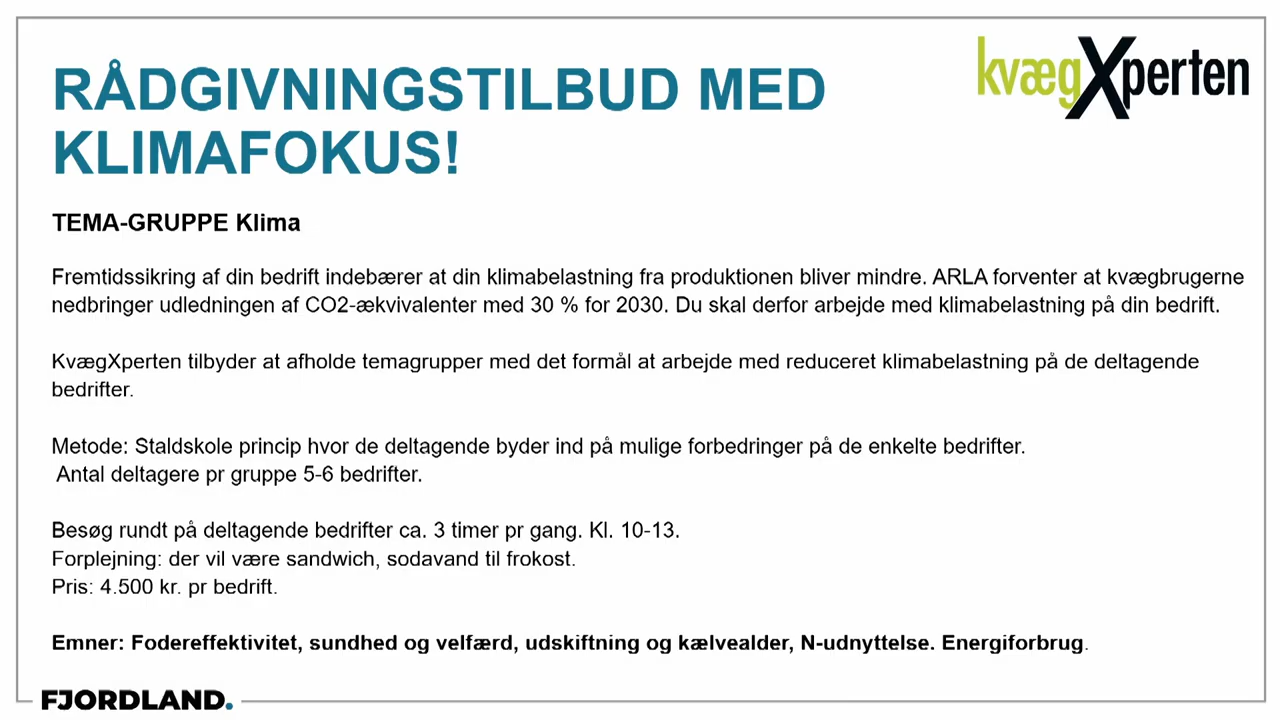 RÅDGIVNINGSTILBUD MED
KLIMAFOKUS!
kvægXperten
TEMA-GRUPPE Klima
Fremtidssikring af din bedrift indebærer at din klimabelastning fra produktionen bliver mindre. ARLA forventer at kvægbrugerne
nedbringer udledningen af CO2-ækvivalenter med 30 % for 2030. Du skal derfor arbejde med klimabelastning på din bedrift.
KvægXperten tilbyder at afholde temagrupper med det formål at arbejde med reduceret klimabelastning på de deltagende
bedrifter.
Metode: Staldskole princip hvor de deltagende byder ind på mulige forbedringer på de enkelte bedrifter.
Antal deltagere pr gruppe 5-6 bedrifter.
Besøg rundt på deltagende bedrifter ca. 3 timer pr gang. Kl. 10-13.
Forplejning: der vil være sandwich, sodavand til frokost.
Pris: 4.500 kr. pr bedrift.
Emner: Fodereffektivitet, sundhed og velfærd, udskiftning og kælvealder, N-udnyttelse. Energiforbrug.
FJORDLAND.